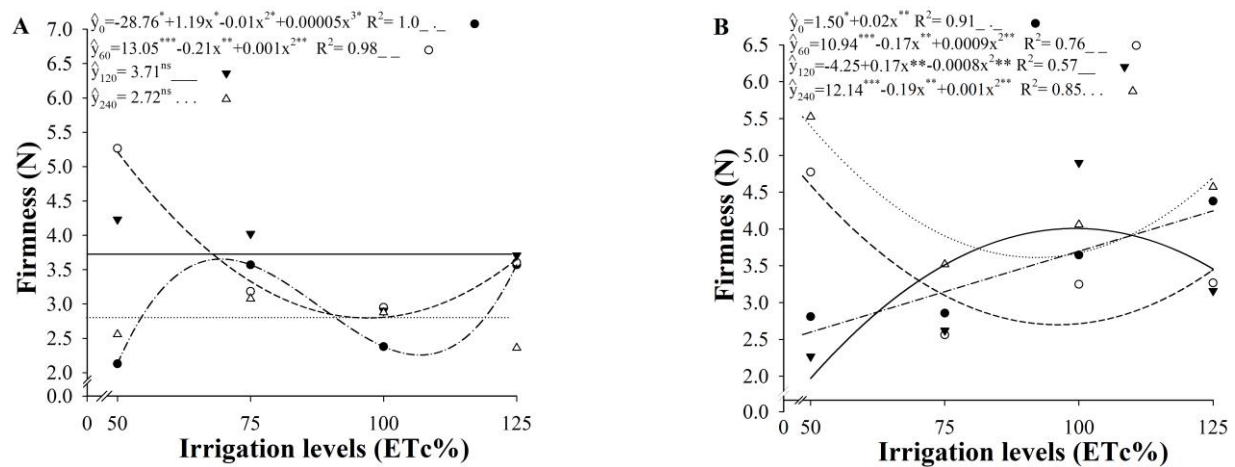 A
ŷ₀=-28.76*+1.19x*-0.01x²*+0.00005x³* R²= 1.0_ . _ ●
ŷ₆₀=13.05***-0.21x**+0.001x²** R²= 0.98_ _ ○
ŷ₁₂₀= 3.71ⁿˢ___ ▼
ŷ₂₄₀= 2.72ⁿˢ . . . △
7.0
6.5
6.0
5.5
5.0
4.5
4.0
3.5
3.0
2.5
2.0
0.0
Firmness (N)
0 50 75 100 125
Irrigation levels (ETc%)
B
ŷ₀=1.50*+0.02x** R²= 0.91_ . _ ●
ŷ₆₀=10.94***-0.17x**+0.0009x²** R²= 0.76_ _ ○
ŷ₁₂₀=-4.25+0.17x**-0.0008x²** R²= 0.57__ ▼
ŷ₂₄₀=12.14***-0.19x**+0.001x²** R²= 0.85. . . △
6.5
6.0
5.5
5.0
4.5
4.0
3.5
3.0
2.5
2.0
0.0
Firmness (N)
0 50 75 100 125
Irrigation levels (ETc%)